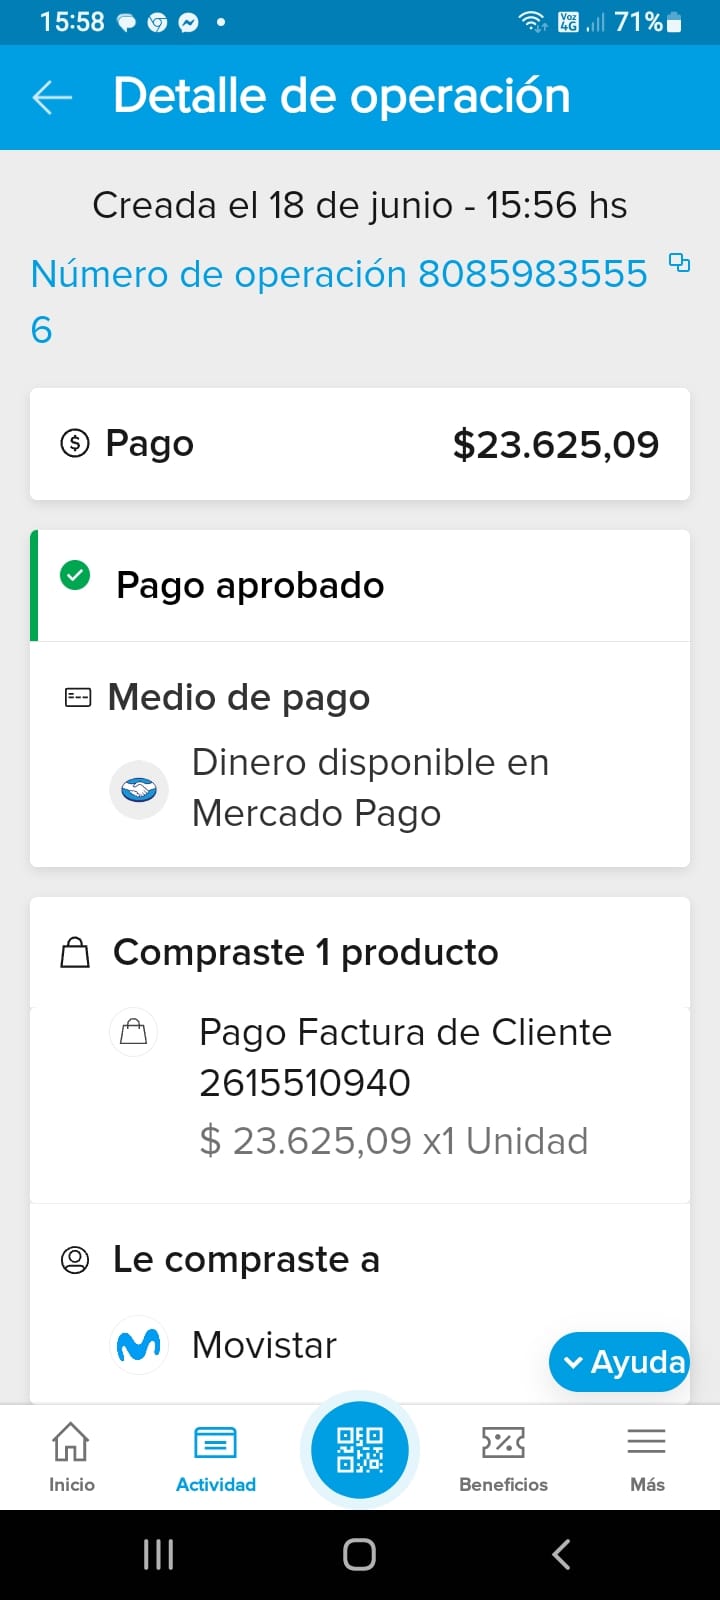 15:58
Voz 4G 71%
Detalle de operación
Creada el 18 de junio - 15:56 hs
Número de operación 8085983555
6
Pago $23.625,09
Pago aprobado
Medio de pago
Dinero disponible en
Mercado Pago
Compraste 1 producto
Pago Factura de Cliente
2615510940
$ 23.625,09 x1 Unidad
Le compraste a
Movistar
Ayuda
Inicio Actividad Beneficios Más